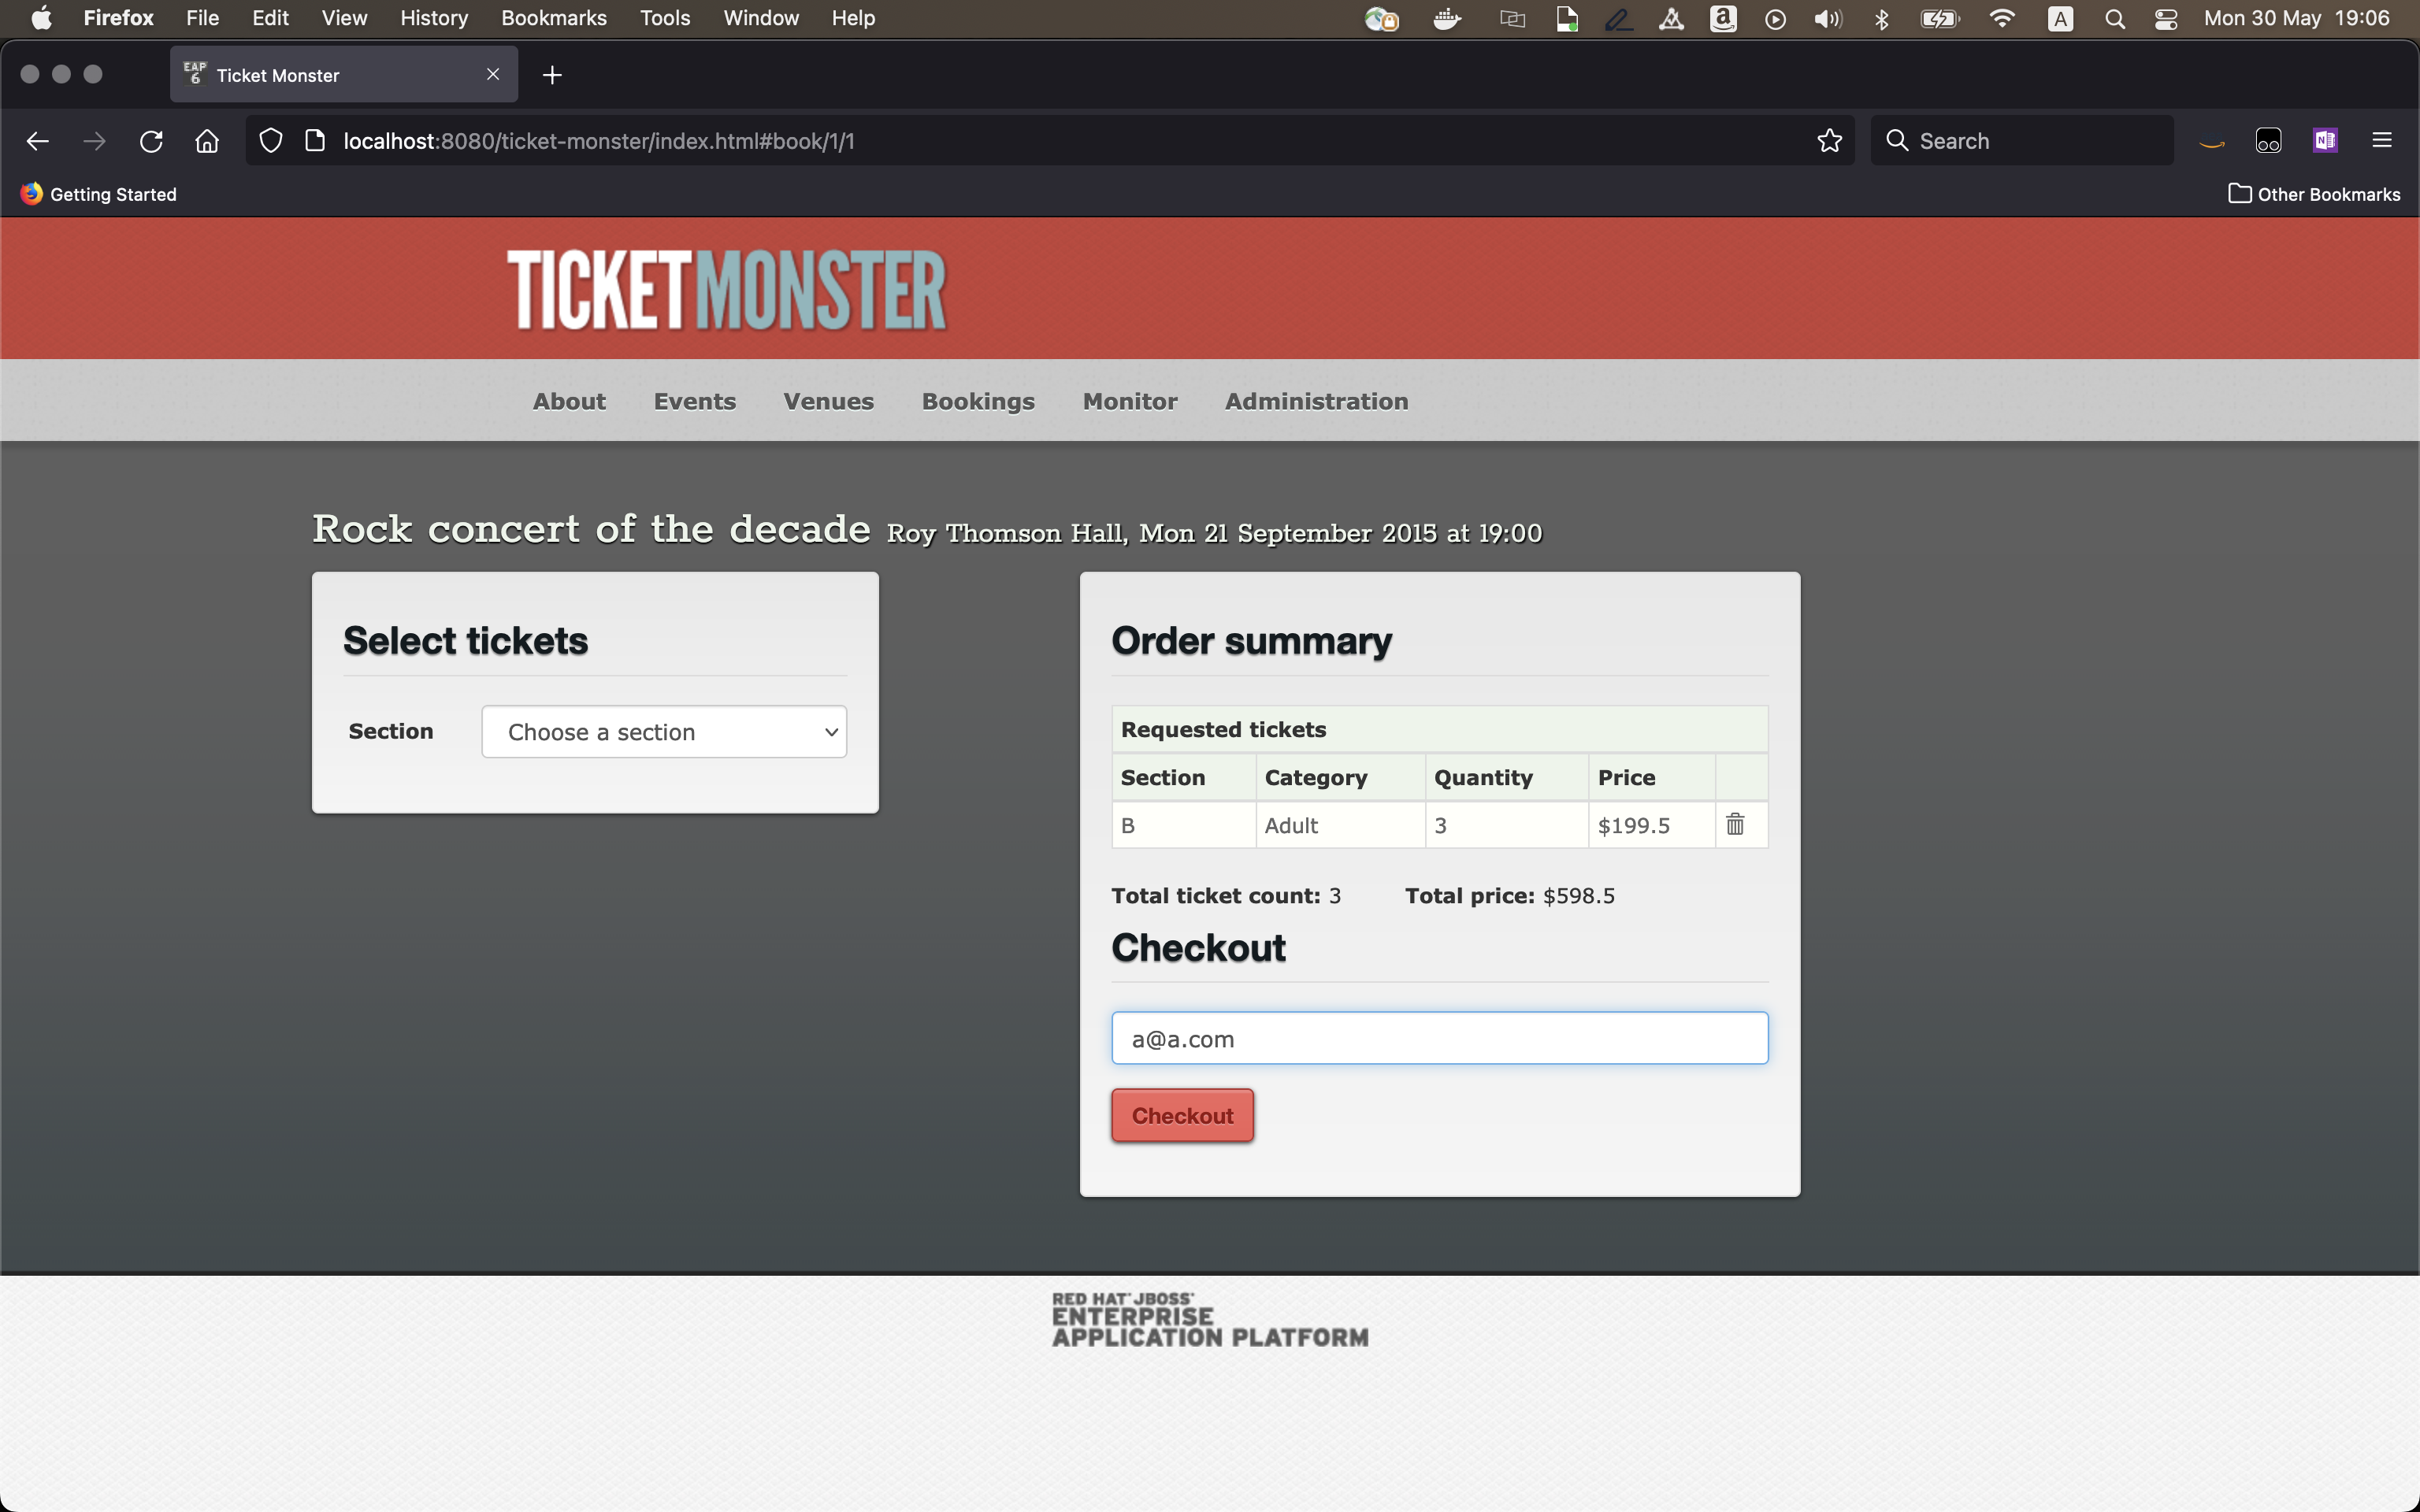 Firefox File Edit View History Bookmarks Tools Window Help a A Mon 30 May 19:06
EAP 6 Ticket Monster
localhost:8080/ticket-monster/index.html#book/1/1 Search N
Getting Started Other Bookmarks
TICKETMONSTER
About Events Venues Bookings Monitor Administration
Rock concert of the decade Roy Thomson Hall, Mon 21 September 2015 at 19:00
Select tickets
Section Choose a section
Order summary
Requested tickets
Section Category Quantity Price
B Adult 3 $199.5
Total ticket count: 3 Total price: $598.5
Checkout
a@a.com
Checkout
RED HAT JBOSS
ENTERPRISE
APPLICATION PLATFORM